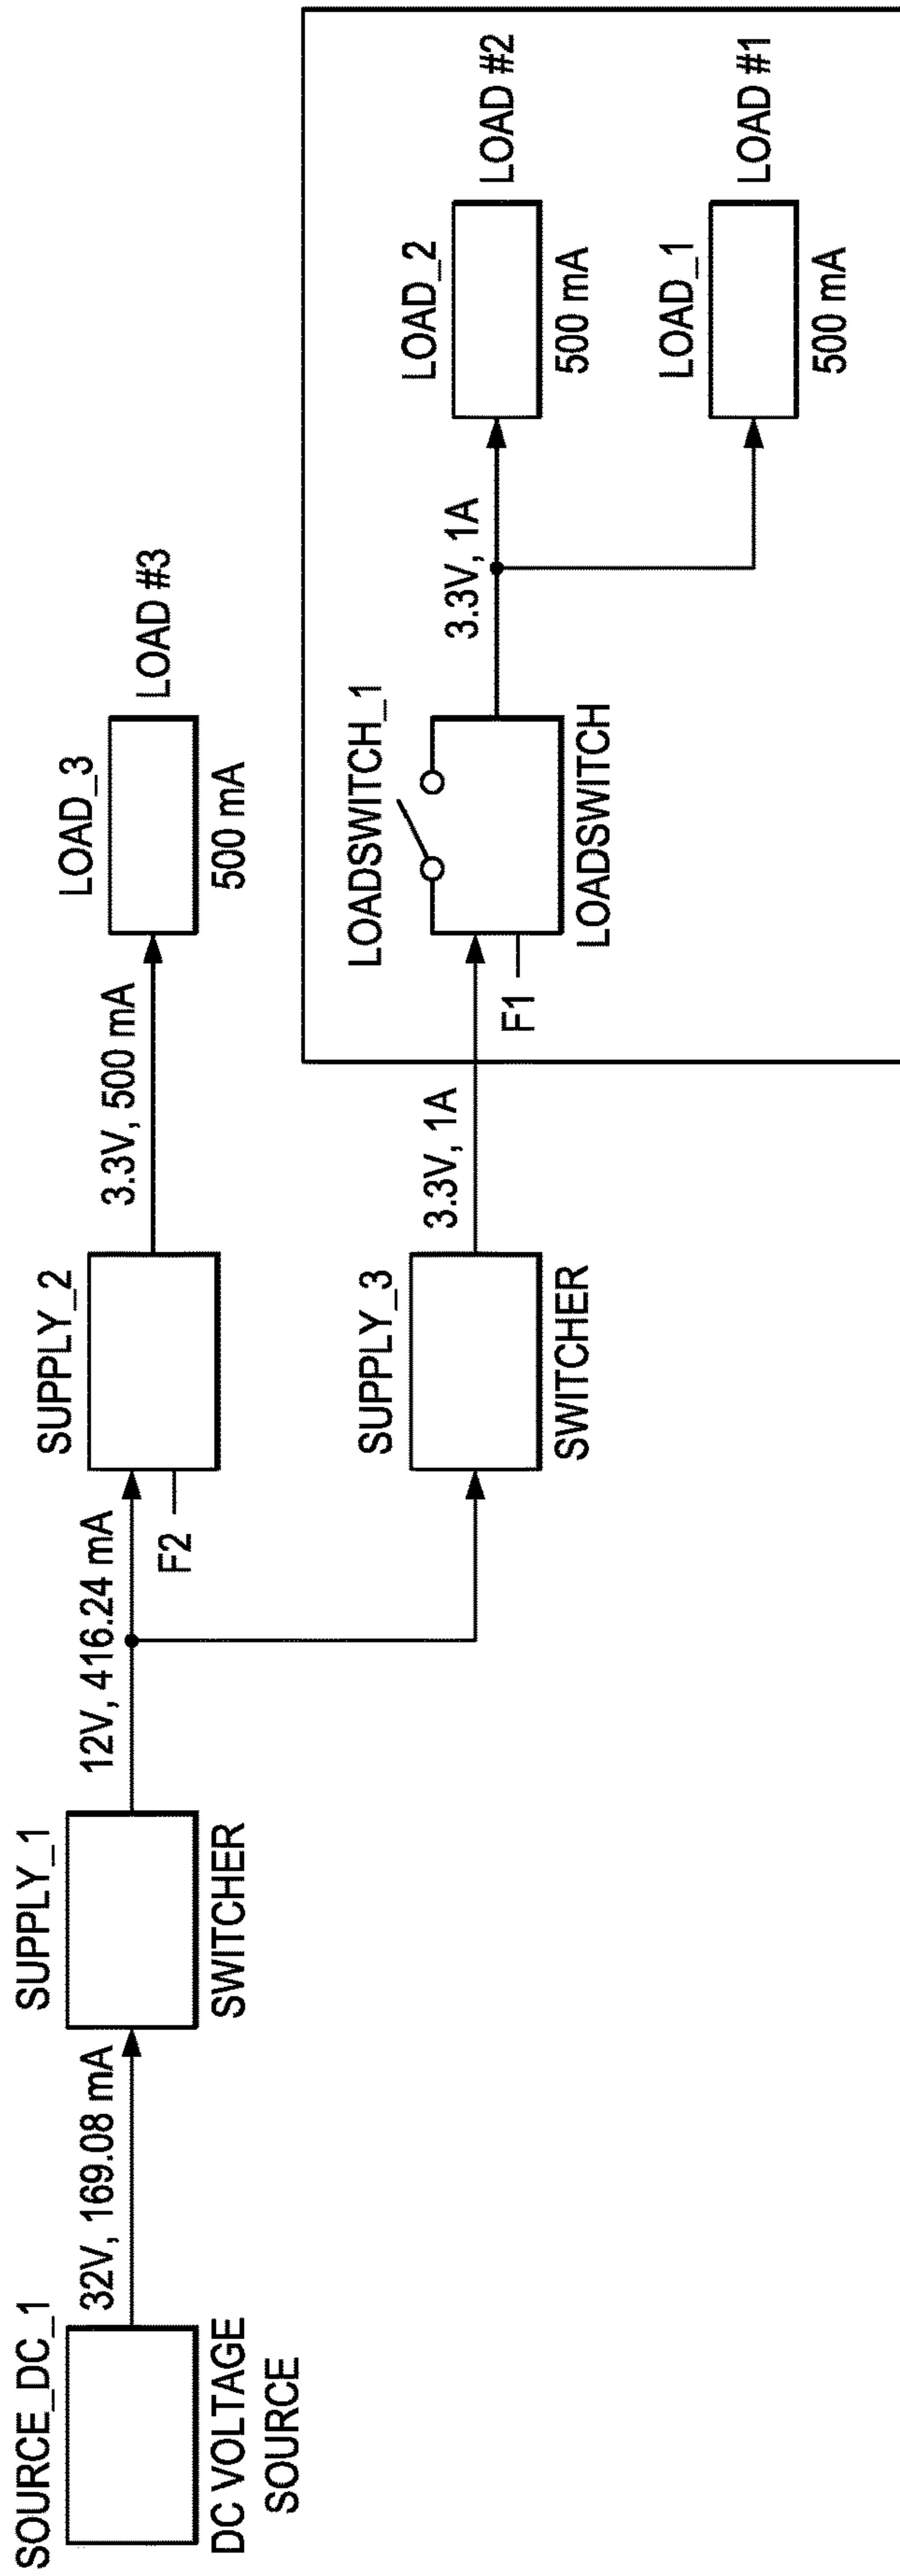 SOURCE_DC_1
DC VOLTAGE
SOURCE
32V, 169.08 mA
SUPPLY_1
SWITCHER
12V, 416.24 mA
SUPPLY_2
F2
3.3V, 500 mA
LOAD_3
500 mA
LOAD #3
SUPPLY_3
SWITCHER
3.3V, 1A
LOADSWITCH_1
F1
LOADSWITCH
3.3V, 1A
LOAD_2
500 mA
LOAD #2
LOAD_1
500 mA
LOAD #1